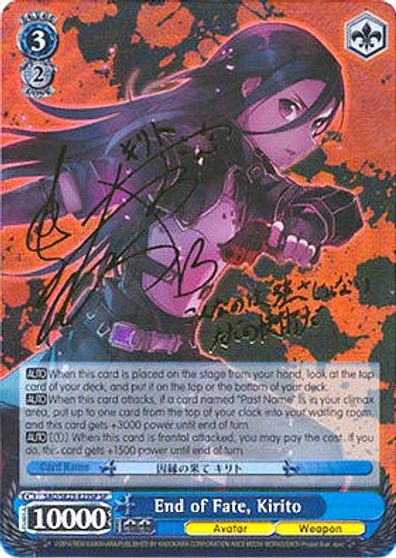 3
2
キリト
AUTO When this card is placed on the stage from your hand, look at the top
card of your deck, and put it on the top or the bottom of your deck.
AUTO When this card attacks, if a card named "Past Name" is in your climax
area, put up to one card from the top of your clock into your waiting room,
and this card gets +3000 power until end of turn.
AUTO [(1)] When this card is frontal attacked, you may pay the cost. If you
do, this card gets +1500 power until end of turn.
Card Name
因縁の果て キリト
End of Fate, Kirito
10000
Avatar
Weapon